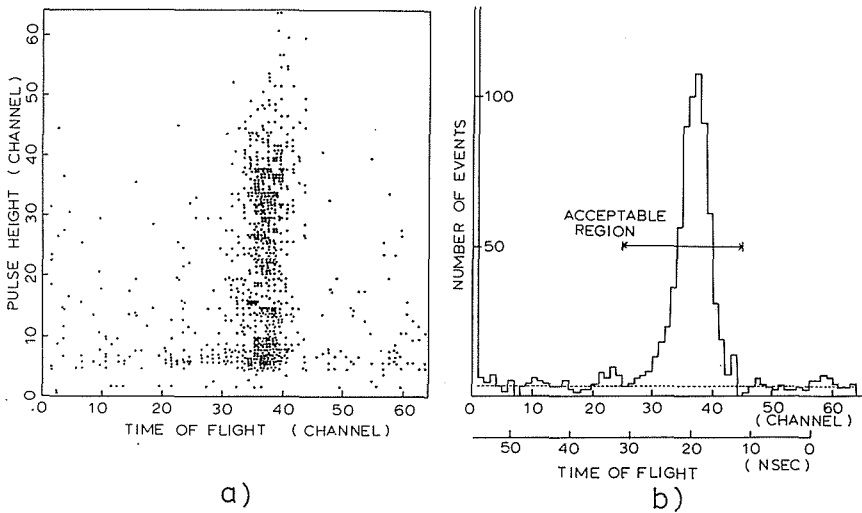 60
50
40
30
20
10
0
PULSE HEIGHT (CHANNEL)
.0 10 20 30 40 50 60
TIME OF FLIGHT (CHANNEL)
a)
100
50
NUMBER OF EVENTS
ACCEPTABLE
REGION
0 10 20 30 40 50 60
(CHANNEL)
50 40 30 20 10 0
TIME OF FLIGHT (NSEC)
b)